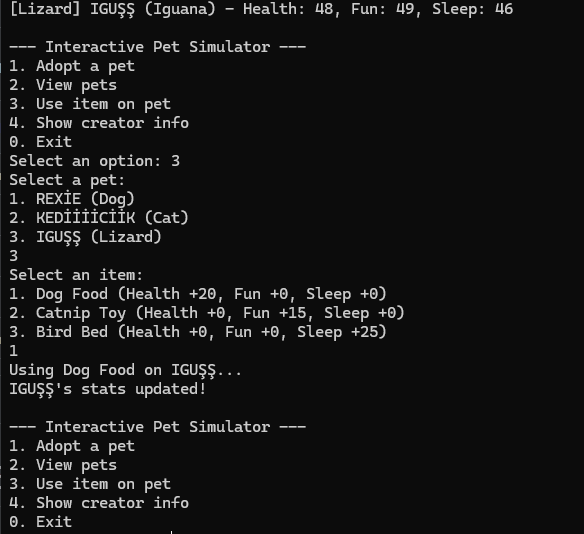 [Lizard] IGUŞŞ (Iguana) - Health: 48, Fun: 49, Sleep: 46
--- Interactive Pet Simulator ---
1. Adopt a pet
2. View pets
3. Use item on pet
4. Show creator info
0. Exit
Select an option: 3
Select a pet:
1. REXİE (Dog)
2. KEDİİİİCİİK (Cat)
3. IGUŞŞ (Lizard)
3
Select an item:
1. Dog Food (Health +20, Fun +0, Sleep +0)
2. Catnip Toy (Health +0, Fun +15, Sleep +0)
3. Bird Bed (Health +0, Fun +0, Sleep +25)
1
Using Dog Food on IGUŞŞ...
IGUŞŞ's stats updated!
--- Interactive Pet Simulator ---
1. Adopt a pet
2. View pets
3. Use item on pet
4. Show creator info
0. Exit